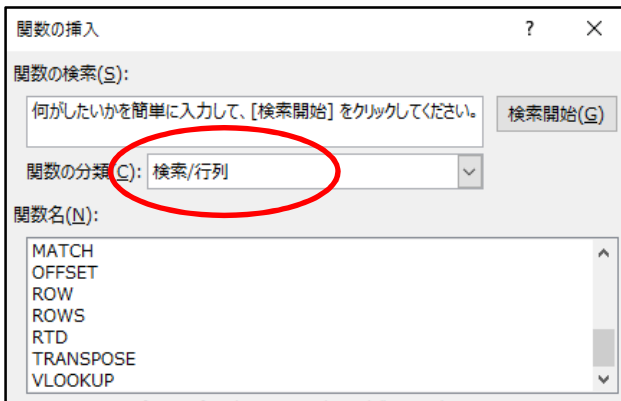 関数の挿入 ? ×
関数の検索(S):
何がしたいかを簡単に入力して、[検索開始] をクリックしてください。 検索開始(G)
関数の分類(C): 検索/行列
関数名(N):
MATCH
OFFSET
ROW
ROWS
RTD
TRANSPOSE
VLOOKUP